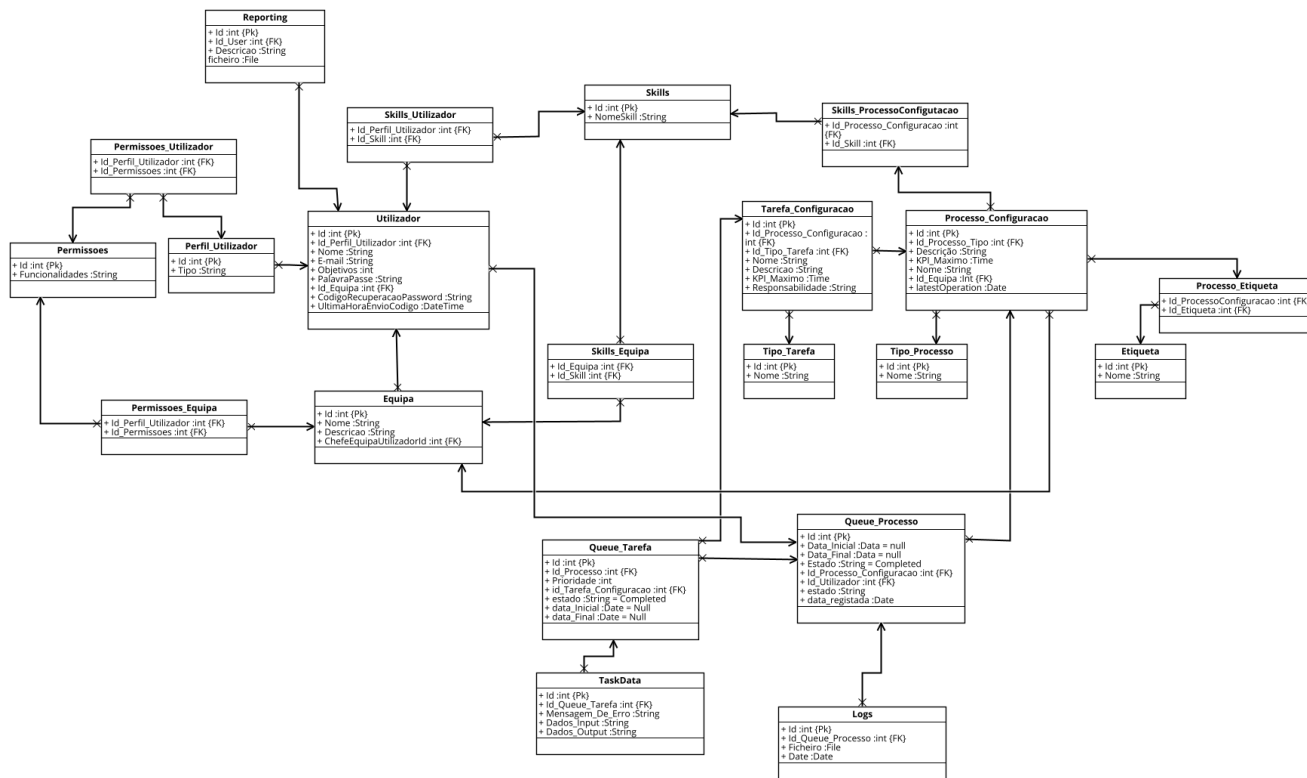 Reporting
+ Id :int {Pk}
+ Id_User :int {FK}
+ Descricao :String
ficheiro :File
Skills
+ Id :int {Pk}
+ NomeSkill :String
Skills_Utilizador
+ Id_Perfil_Utilizador :int {FK}
+ Id_Skill :int {FK}
Skills_ProcessoConfigutacao
+ Id_Processo_Configuracao :int
{FK}
+ Id_Skill :int {FK}
Permissoes_Utilizador
+ Id_Perfil_Utilizador :int {FK}
+ Id_Permissoes :int {FK}
Permissoes
+ Id :int {Pk}
+ Funcionalidades :String
Perfil_Utilizador
+ Id :int {Pk}
+ Tipo :String
Utilizador
+ Id :int {Pk}
+ Id_Perfil_Utilizador :int {FK}
+ Nome :String
+ E-mail :String
+ Objetivos :int
+ PalavraPasse :String
+ Id_Equipa :int {FK}
+ CodigoRecuperacaoPassword :String
+ UltimaHoraEnvioCodigo :DateTime
Tarefa_Configuracao
+ Id :int {Pk}
+ Id_Processo_Configuracao :
int {FK}
+ Id_Tipo_Tarefa :int {FK}
+ Nome :String
+ Descricao :String
+ KPI_Maximo :Time
+ Responsabilidade :String
Processo_Configuracao
+ Id :int {Pk}
+ Id_Processo_Tipo :int {FK}
+ Descrição :String
+ KPI_Maximo :Time
+ Nome :String
+ Id_Equipa :Int {FK}
+ latestOperation :Date
Processo_Etiqueta
+ Id_ProcessoConfiguracao :int {FK}
+ Id_Etiqueta :int {FK}
Tipo_Tarefa
+ Id :int {Pk}
+ Nome :String
Tipo_Processo
+ Id :int {Pk}
+ Nome :String
Etiqueta
+ Id :int {Pk}
+ Nome :String
Skills_Equipa
+ Id_Equipa :int {FK}
+ Id_Skill :int {FK}
Permissoes_Equipa
+ Id_Perfil_Utilizador :int {FK}
+ Id_Permissoes :int {FK}
Equipa
+ Id :int {Pk}
+ Nome :String
+ Descricao :String
+ ChefeEquipaUtilizadorId :int {FK}
Queue_Tarefa
+ Id :int {Pk}
+ Id_Processo :int {FK}
+ Prioridade :int
+ id_Tarefa_Configuracao :int {FK}
+ estado :String = Completed
+ data_Inicial :Date = Null
+ data_Final :Date = Null
Queue_Processo
+ Id :int {Pk}
+ Data_Inicial :Data = null
+ Data_Final :Data = null
+ Estado :String = Completed
+ Id_Processo_Configuracao :int {FK}
+ Id_Utilizador :int {FK}
+ estado :String
+ data_registada :Date
TaskData
+ Id :int {Pk}
+ Id_Queue_Tarefa :int {FK}
+ Mensagem_De_Erro :String
+ Dados_Input :String
+ Dados_Output :String
Logs
+ Id :int {Pk}
+ Id_Queue_Processo :int {FK}
+ Ficheiro :File
+ Date :Date